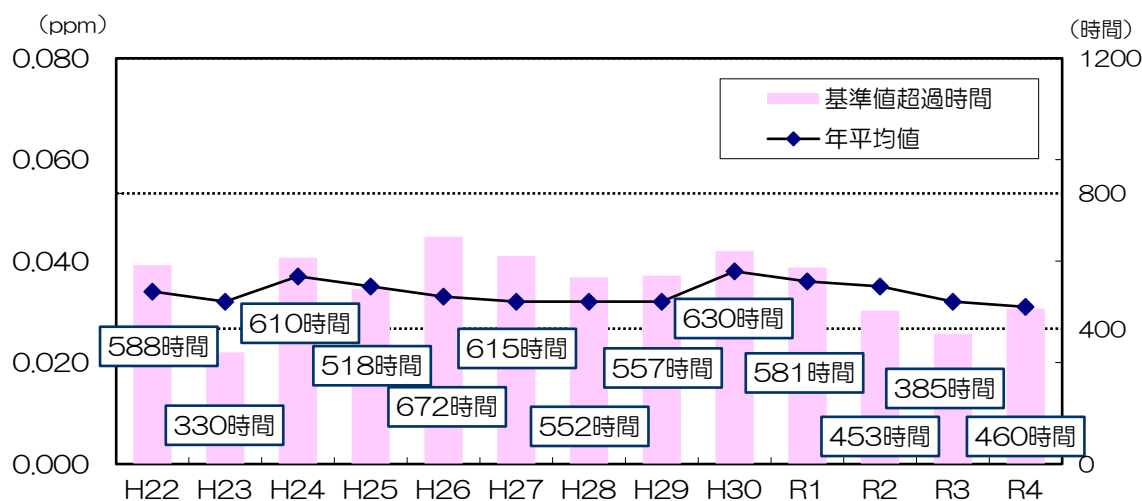 （ppm）
（時間）
0.080
0.060
0.040
0.020
0.000
1200
800
400
0
基準値超過時間
年平均値
588時間
330時間
610時間
518時間
672時間
615時間
552時間
557時間
630時間
581時間
453時間
385時間
460時間
H22 H23 H24 H25 H26 H27 H28 H29 H30 R1 R2 R3 R4